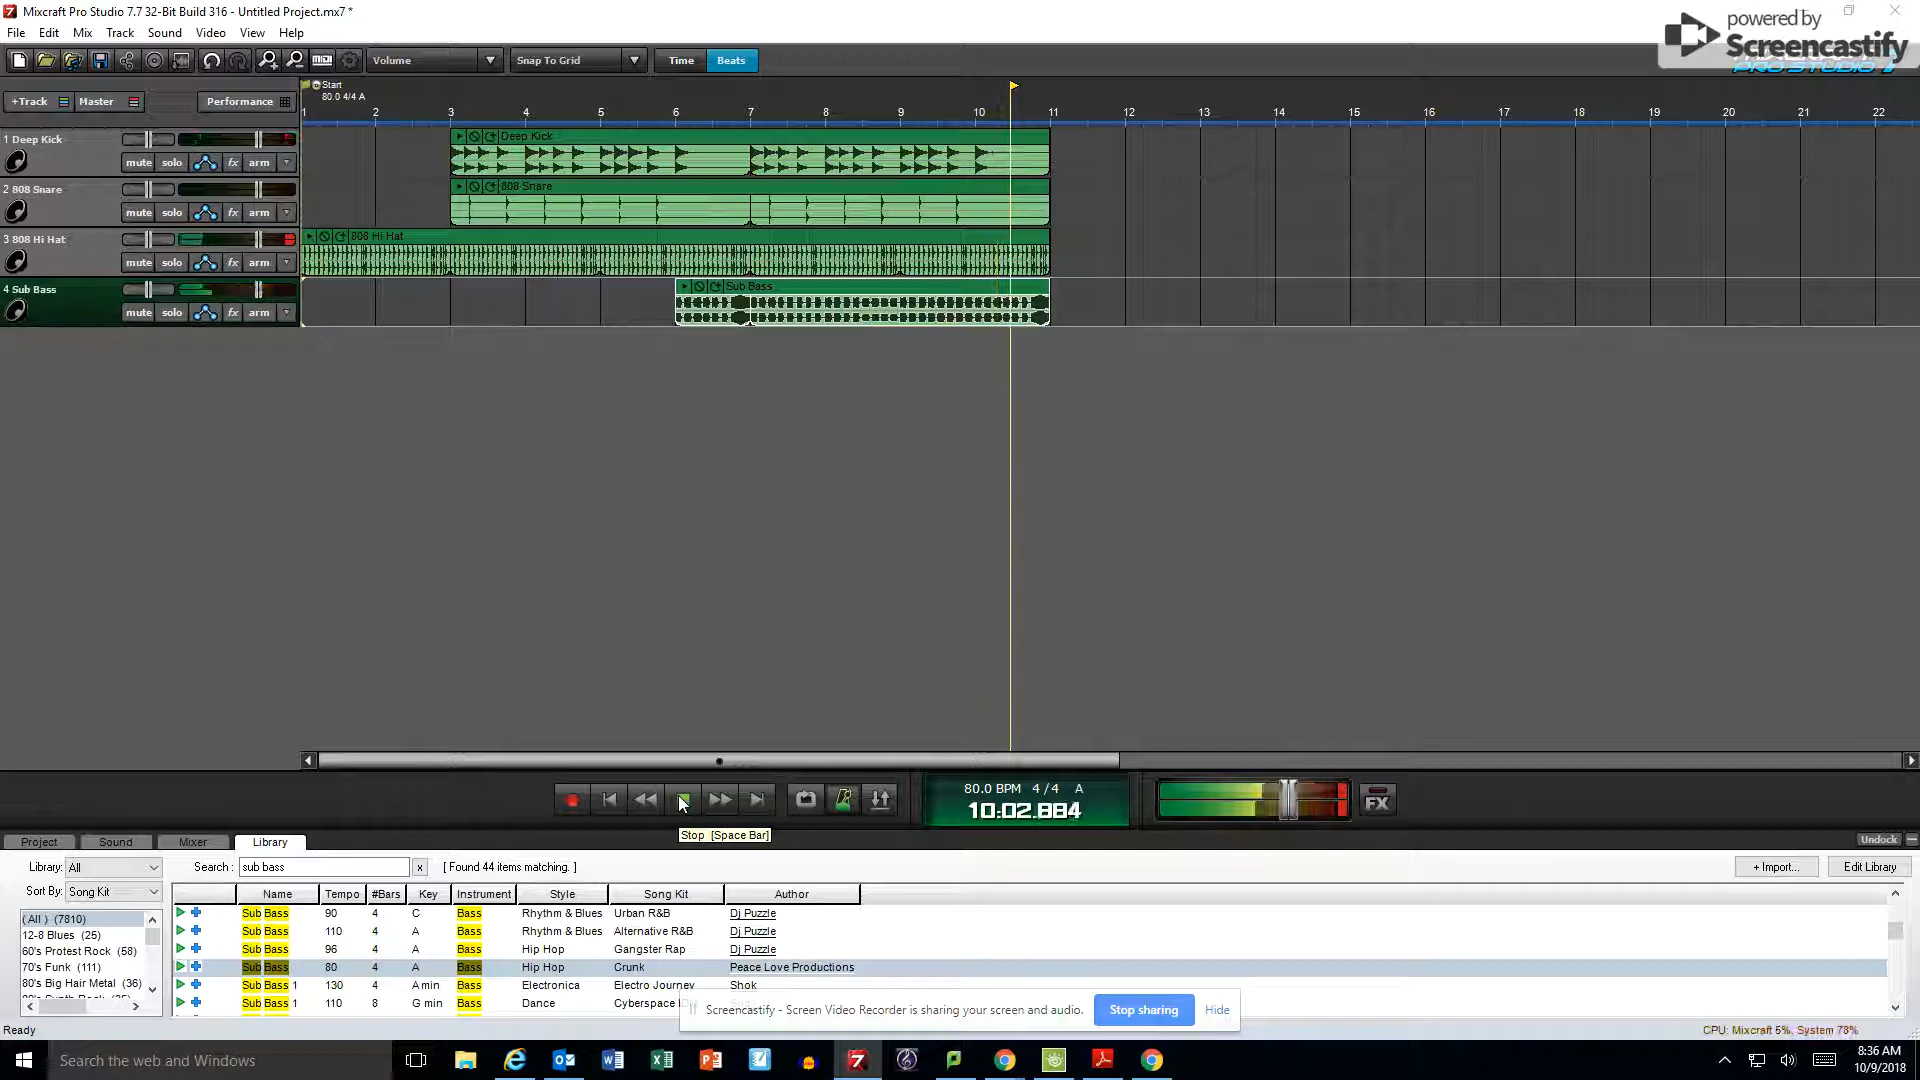 Mixcraft Pro Studio 7.7 32-Bit Build 316 - Untitled Project.mx7 *
powered by
Screencastify
PRO STUDIO 7
File Edit Mix Track Sound Video View Help
Volume Snap To Grid Time Beats
+Track Master Performance
Start
80.0 4/4 A
1 2 3 4 5 6 7 8 9 10 11 12 13 14 15 16 17 18 19 20 21 22
1 Deep Kick
mute solo fx arm
Deep Kick
2 808 Snare
mute solo fx arm
808 Snare
3 808 Hi Hat
mute solo fx arm
808 Hi Hat
4 Sub Bass
mute solo fx arm
Sub Bass
80.0 BPM 4/4 A
10:02.884
FX
Stop [Space Bar]
Project Sound Mixer Library
Undock
Library: All Search : sub bass x [ Found 44 items matching. ]
+ Import... Edit Library
Sort By: Song Kit
Name Tempo #Bars Key Instrument Style Song Kit Author
( All ) (7810)
12-8 Blues (25)
60's Protest Rock (58)
70's Funk (111)
80's Big Hair Metal (36)
Sub Bass 90 4 C Bass Rhythm & Blues Urban R&B Dj Puzzle
Sub Bass 110 4 A Bass Rhythm & Blues Alternative R&B Dj Puzzle
Sub Bass 96 4 A Bass Hip Hop Gangster Rap Dj Puzzle
Sub Bass 80 4 A Bass Hip Hop Crunk Peace Love Productions
Sub Bass 1 130 4 A min Bass Electronica Electro Journey Shok
Sub Bass 1 110 8 G min Bass Dance Cyberspace
Screencastify - Screen Video Recorder is sharing your screen and audio. Stop sharing Hide
Ready
CPU: Mixcraft 5%, System 78%
Search the web and Windows
8:36 AM
10/9/2018